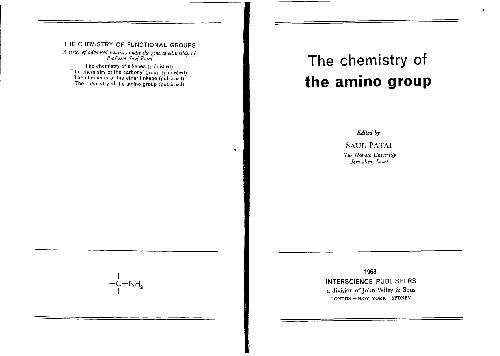 THE CHEMISTRY OF FUNCTIONAL GROUPS
A series of advanced treatises under the general editorship of
Professor Saul Patai
The chemistry of alkenes (published)
The chemistry of the carbonyl group (published)
The chemistry of the ether linkage (published)
The chemistry of the amino group (published)
—C—NH2
The chemistry of
the amino group
Edited by
SAUL PATAI
The Hebrew University
Jerusalem, Israel
1968
INTERSCIENCE PUBLISHERS
a division of John Wiley & Sons
LONDON – NEW YORK – SYDNEY